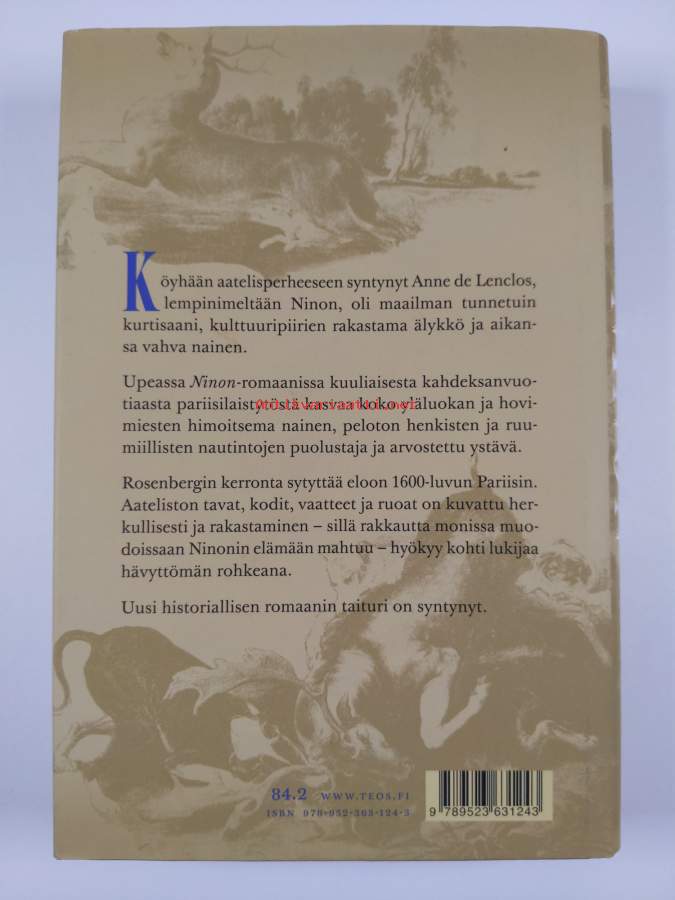 Köyhään aatelisperheeseen syntynyt Anne de Lenclos,
lempinimeltään Ninon, oli maailman tunnetuin
kurtisaani, kulttuuripiirien rakastama älykkö ja aikan-
sa vahva nainen.
Upeassa Ninon-romaanissa kuuliaisesta kahdeksanvuo-
tiaasta pariisilaistytöstä kasvaa koko yläluokan ja hovi-
miesten himoitsema nainen, peloton henkisten ja ruu-
miillisten nautintojen puolustaja ja arvostettu ystävä.
Rosenbergin kerronta sytyttää eloon 1600-luvun Pariisin.
Aateliston tavat, kodit, vaatteet ja ruoat on kuvattu her-
kullisesti ja rakastaminen – sillä rakkautta monissa muo-
doissaan Ninonin elämään mahtuu – hyökyy kohti lukijaa
hävyttömän rohkeana.
Uusi historiallisen romaanin taituri on syntynyt.
84.2 WWW.TEOS.FI
ISBN 978-952-363-124-3
9 789523 631243